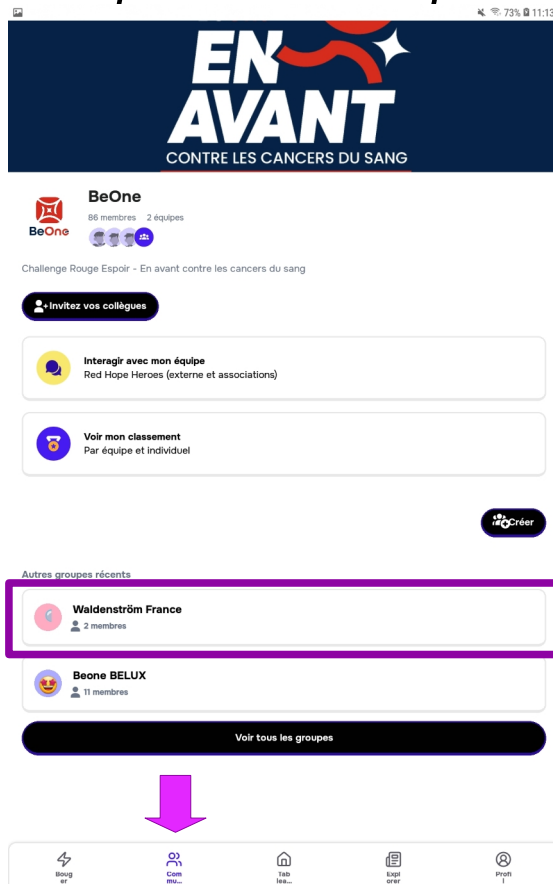 73% 11:13
EN
AVANT
CONTRE LES CANCERS DU SANG
BeOne
BeOne
86 membres 2 équipes
Challenge Rouge Espoir - En avant contre les cancers du sang
Invitez vos collègues
Interagir avec mon équipe
Red Hope Heroes (externe et associations)
Voir mon classement
Par équipe et individuel
Créer
Autres groupes récents
Waldenström France
2 membres
Beone BELUX
11 membres
Voir tous les groupes
Boug
er
Com
mu...
Tab
lea...
Expl
orer
Profi
l